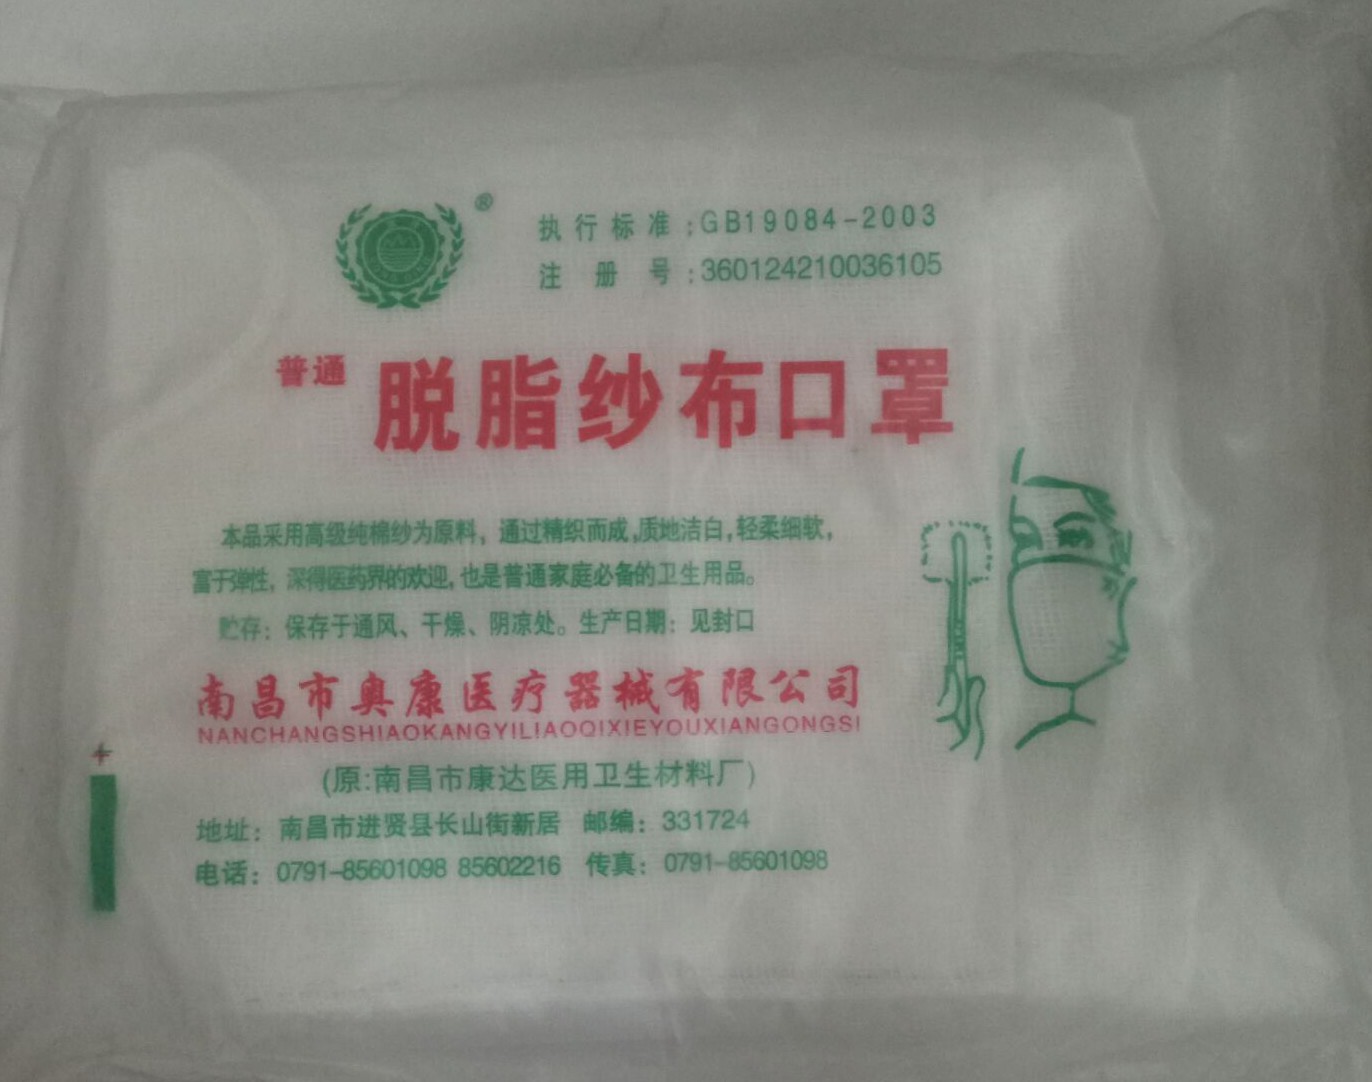 ®
执行标准:GB19084-2003
注册号:360124210036105
普通
脱脂纱布口罩
本品采用高级纯棉纱为原料，通过精织而成,质地洁白,轻柔细软，
富于弹性，深得医药界的欢迎,也是普通家庭必备的卫生用品。
贮存：保存于通风、干燥、阴凉处。生产日期：见封口
南昌市奥康医疗器械有限公司
NANCHANGSHIAOKANGYILIAOQIXIEYOUXIANGONGSI
(原:南昌市康达医用卫生材料厂)
地址：南昌市进贤县长山街新居 邮编：331724
电话：0791-85601098 85602216 传真：0791-85601098